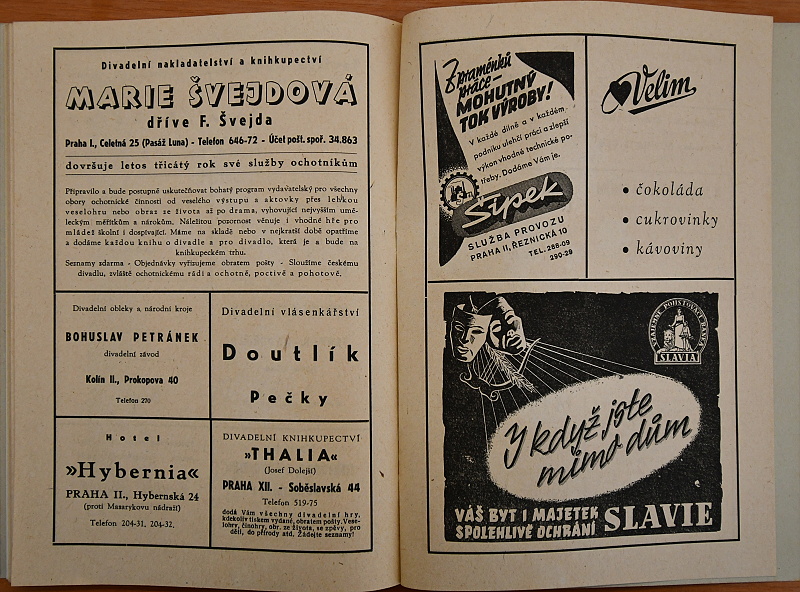 Divadelní nakladatelství a knihkupectví
MARIE ŠVEJDOVÁ
dříve F. Švejda
Praha I., Celetná 25 (Pasáž Luna) - Telefon 646-72 - Účel pošt. spoř. 34.863
dovršuje letos třicátý rok své služby ochotníkům
Připravilo a bude postupně uskutečňovat bohatý program vydavatelský pro všechny
obory ochotnické činnosti od veselého výstupu a aktovky přes lehkou
veselohru nebo obraz ze života až po drama, vyhovující nejvyšším umě-
leckým měřítkům a nárokům. Náležitou pozornost věnuje i vhodné hře pro
mládež školní i dospívající. Máme na skladě nebo v nejkratší době opatříme
a dodáme každou knihu o divadle a pro divadlo, která je a bude na
knihkupeckém trhu.
Seznamy zdarma - Objednávky vyřizujeme obratem pošty - Sloužíme českému
divadlu, zvláště ochotnickému rádi a ochotně, poctivě a pohotově.
Divadelní obleky a národní kroje
BOHUSLAV PETRÁNEK
divadelní závod
Kolín II., Prokopova 40
Telefon 270
Divadelní vlásenkářství
Doutlík
Pečky
Hotel
»Hybernia«
PRAHA II., Hybernská 24
(proti Masarykovu nádraží)
Telefon 204-31, 204-32.
DIVADELNÍ KNIHKUPECTVÍ
»THALIA«
(Josef Dolejší)
PRAHA XII. - Soběslavská 44
Telefon 519-75
dodá Vám všechny divadelní hry,
kdekoliv tiskem vydané, obratem pošty. Vese-
lohry, činohry, obr. ze života, se zpěvy, pro
děti, do přírody atd. Žádejte seznamy!
Z praménků
práce –
MOHUTNÝ
TOK VÝROBY!
V každé dílně a v každém
podniku ulehčí práci a zlepší
výkon vhodné technické po-
třeby. Dodáme Vám je.
Šípek
SLUŽBA PROVOZU
PRAHA II, ŘEZNICKÁ 10
TEL. 288-09
290-29
Velim
• čokoláda
• cukrovinky
• kávoviny
VZÁJEMNĚ POJIŠŤOVACÍ BANKA
SLAVIA
I když jste
mimo dům
VÁŠ BYT I MAJETEK
SPOLEHLIVĚ OCHRÁNÍ SLAVIE